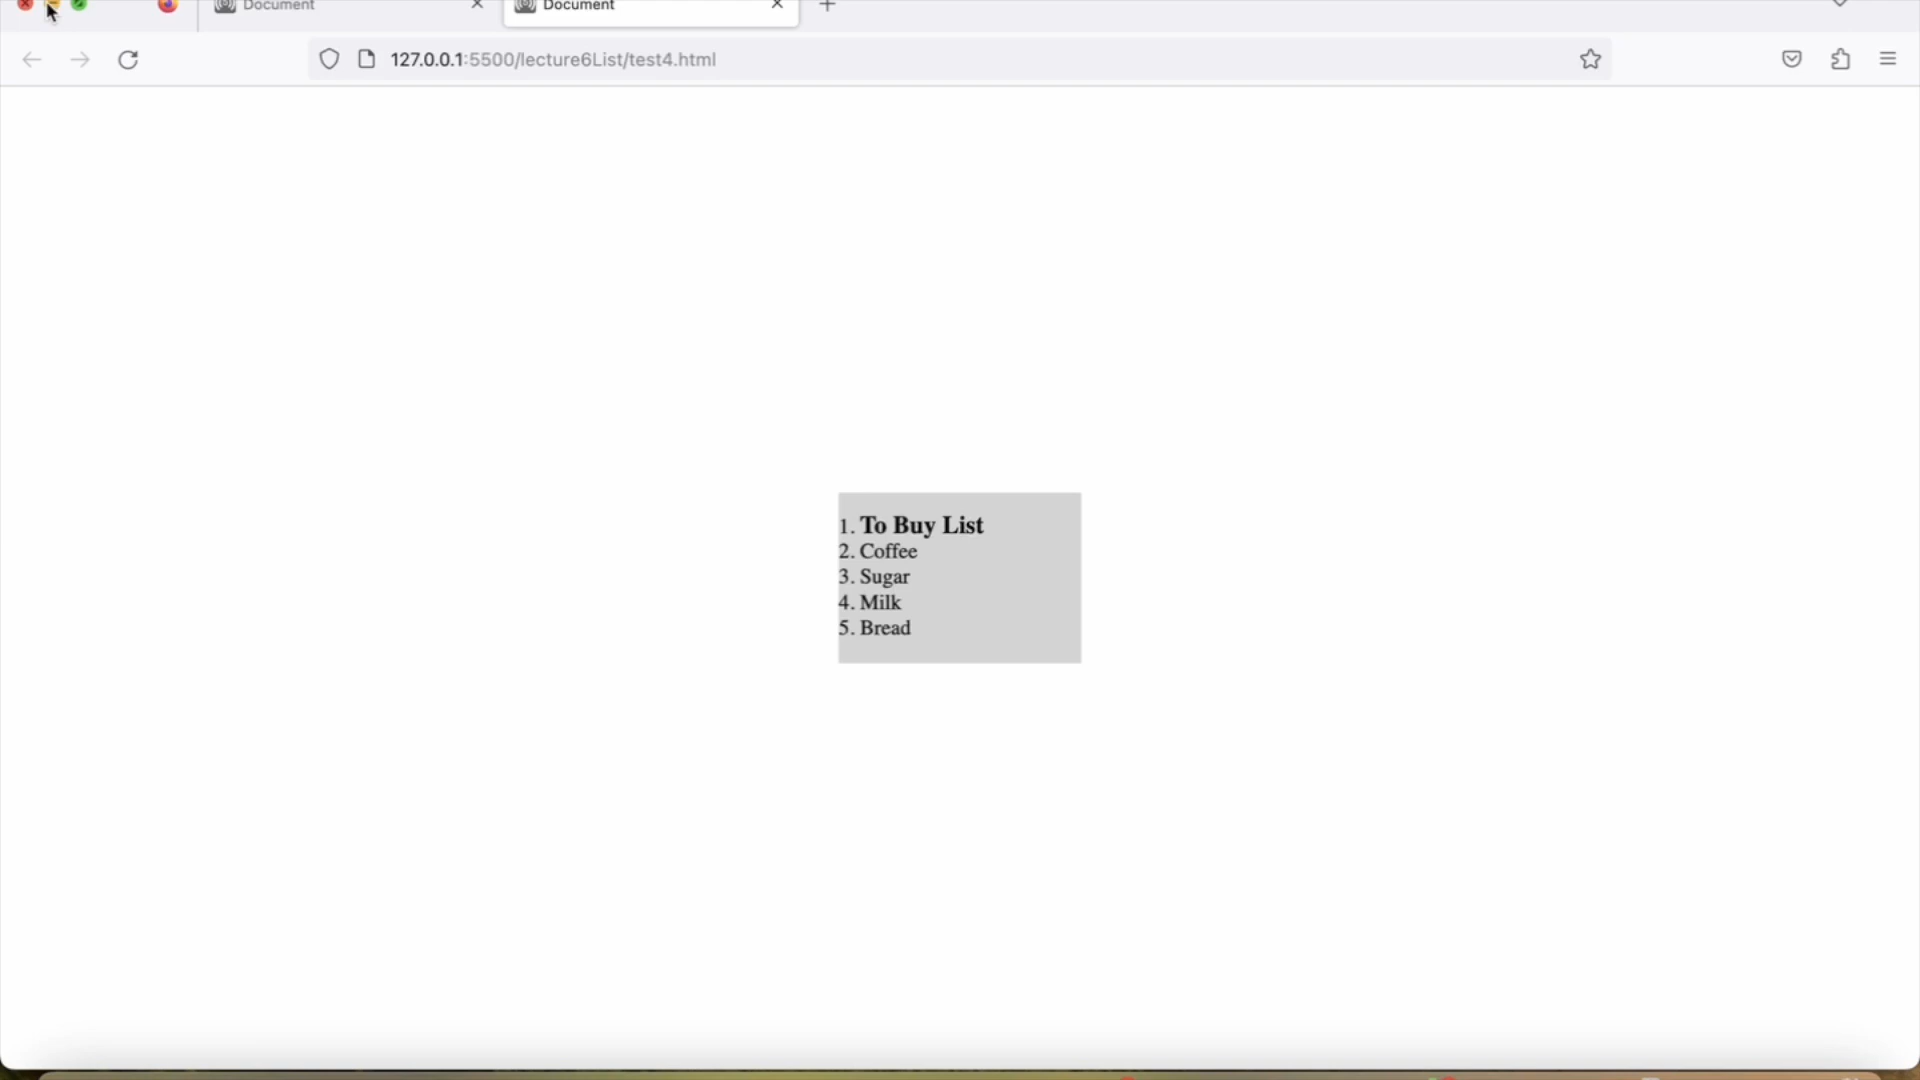 Document
Document
127.0.0.1:5500/lecture6List/test4.html
1. To Buy List
2. Coffee
3. Sugar
4. Milk
5. Bread